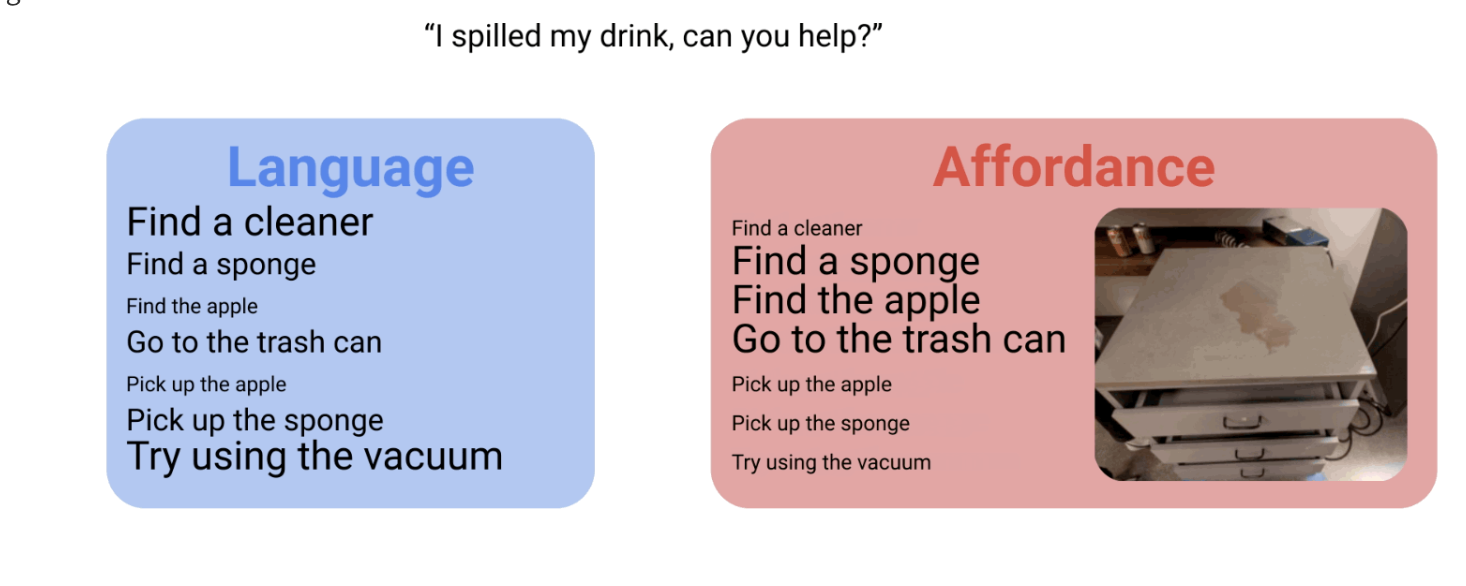 “I spilled my drink, can you help?”
Language
Find a cleaner
Find a sponge
Find the apple
Go to the trash can
Pick up the apple
Pick up the sponge
Try using the vacuum
Affordance
Find a cleaner
Find a sponge
Find the apple
Go to the trash can
Pick up the apple
Pick up the sponge
Try using the vacuum